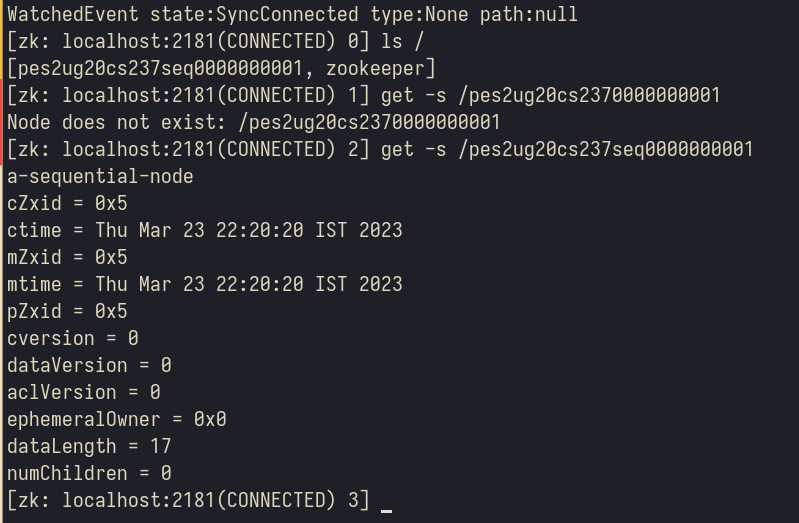 WatchedEvent state:SyncConnected type:None path:null
[zk: localhost:2181(CONNECTED) 0] ls /
[pes2ug20cs237seq0000000001, zookeeper]
[zk: localhost:2181(CONNECTED) 1] get -s /pes2ug20cs2370000000001
Node does not exist: /pes2ug20cs2370000000001
[zk: localhost:2181(CONNECTED) 2] get -s /pes2ug20cs237seq0000000001
a-sequential-node
cZxid = 0x5
ctime = Thu Mar 23 22:20:20 IST 2023
mZxid = 0x5
mtime = Thu Mar 23 22:20:20 IST 2023
pZxid = 0x5
cversion = 0
dataVersion = 0
aclVersion = 0
ephemeralOwner = 0x0
dataLength = 17
numChildren = 0
[zk: localhost:2181(CONNECTED) 3] _